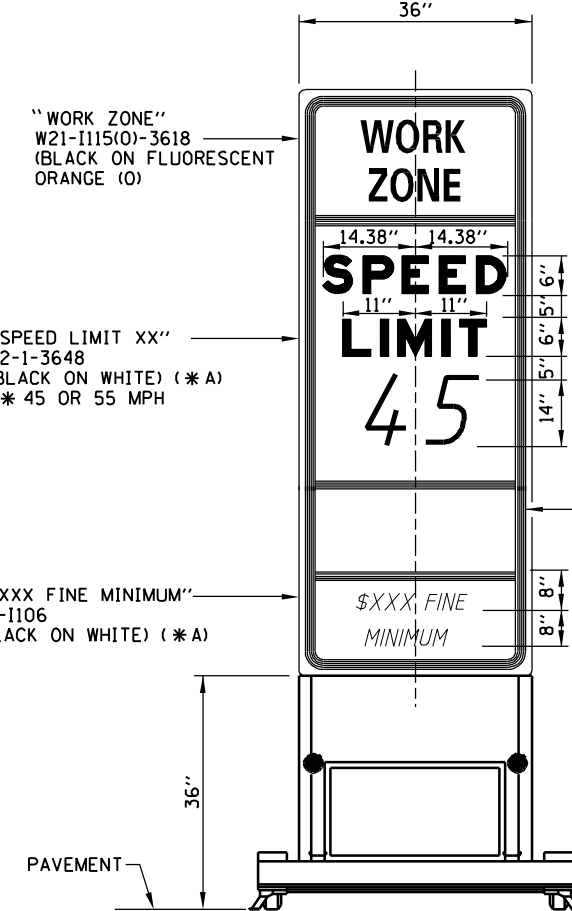 36"
"WORK ZONE"
W21-I115(O)-3618
(BLACK ON FLUORESCENT
ORANGE (O)
WORK
ZONE
14.38" 14.38"
SPEED
6"
11" 11"
5"
LIMIT
6"
5"
SPEED LIMIT XX"
2-1-3648
BLACK ON WHITE) (*A)
* 45 OR 55 MPH
45
14"
XXX FINE MINIMUM"
-I106
ACK ON WHITE) (*A)
$XXX FINE
8"
MINIMUM
8"
36"
PAVEMENT